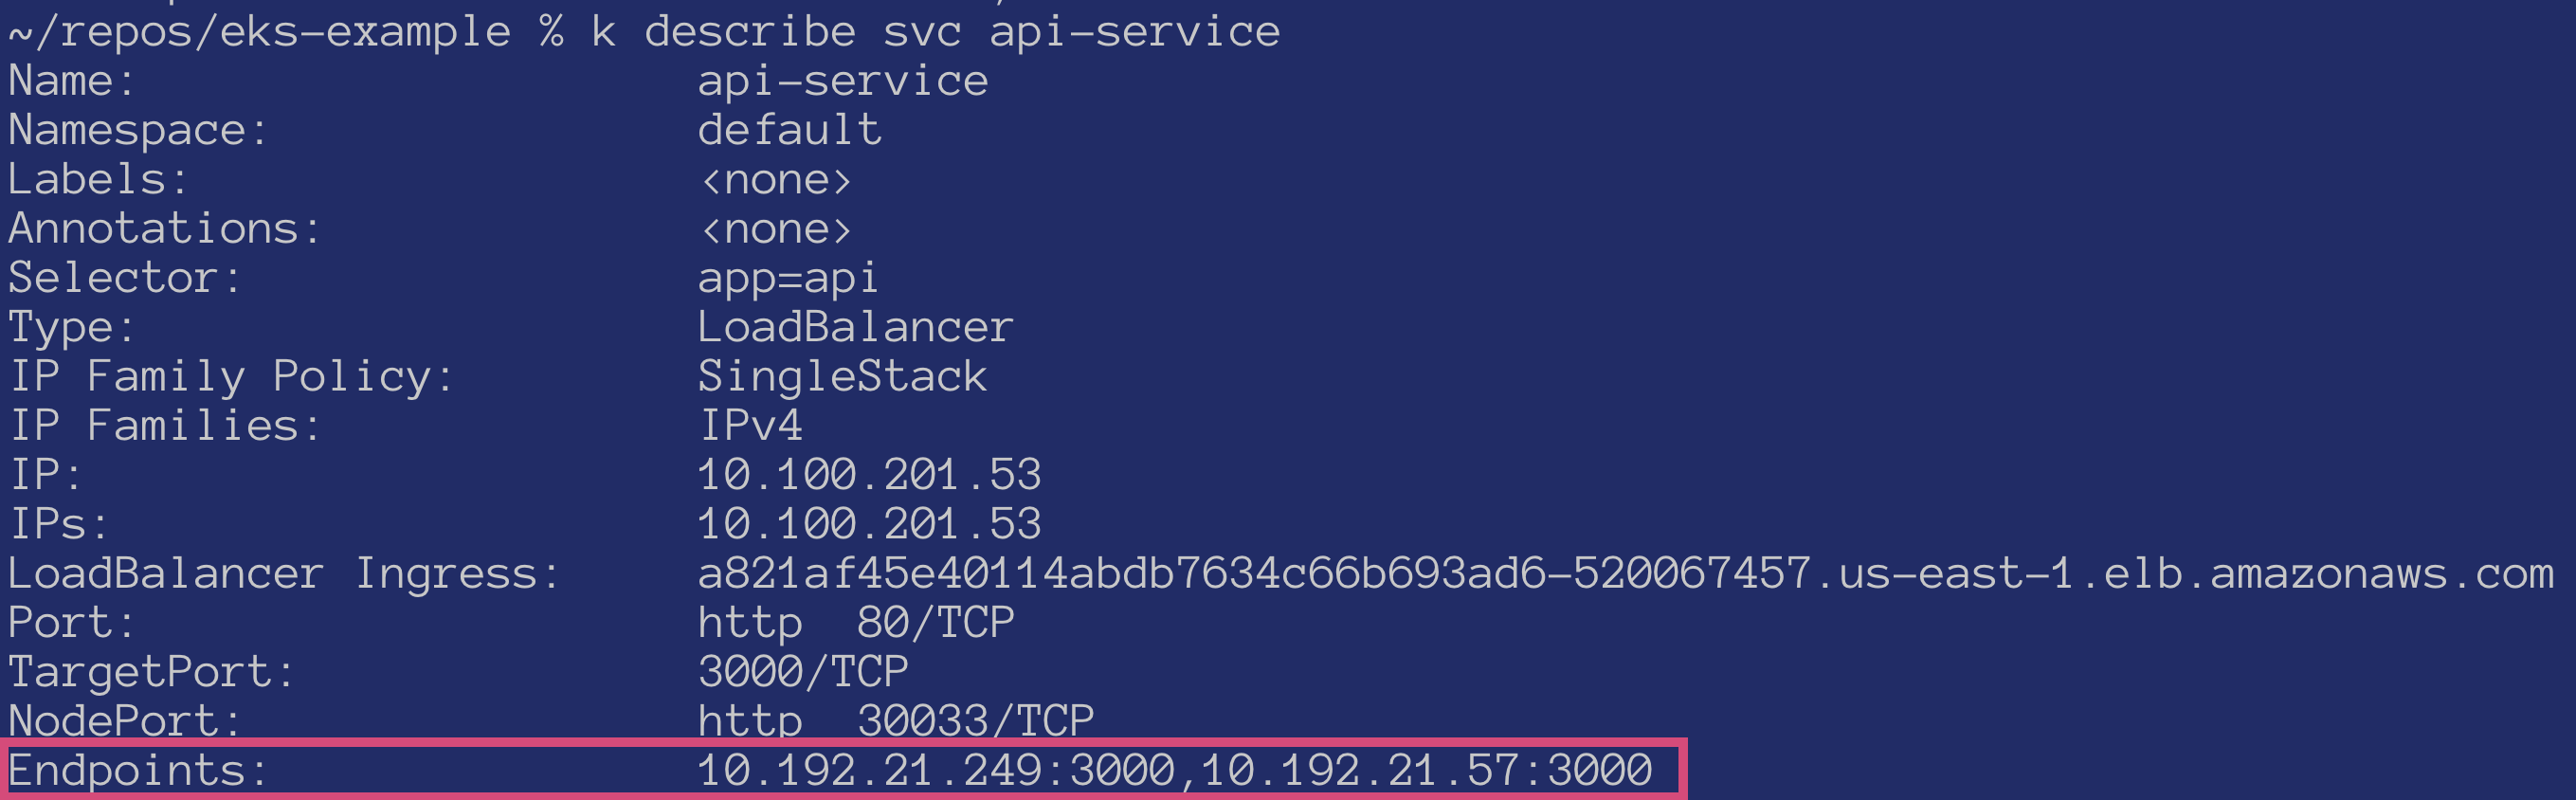 ~/repos/eks-example % k describe svc api-service
Name: api-service
Namespace: default
Labels: <none>
Annotations: <none>
Selector: app=api
Type: LoadBalancer
IP Family Policy: SingleStack
IP Families: IPv4
IP: 10.100.201.53
IPs: 10.100.201.53
LoadBalancer Ingress: a821af45e40114abdb7634c66b693ad6-520067457.us-east-1.elb.amazonaws.com
Port: http 80/TCP
TargetPort: 3000/TCP
NodePort: http 30033/TCP
Endpoints: 10.192.21.249:3000,10.192.21.57:3000